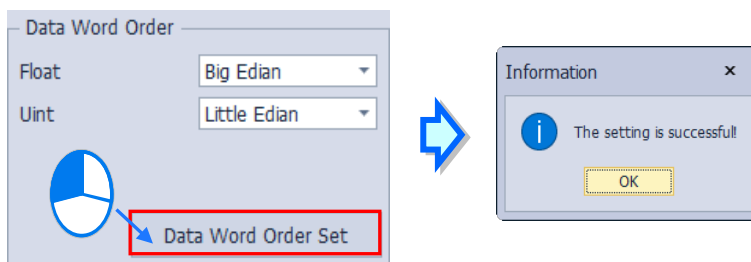 Data Word Order
Float Big Edian
Uint Little Edian
Data Word Order Set
Information x
i The setting is successful!
OK